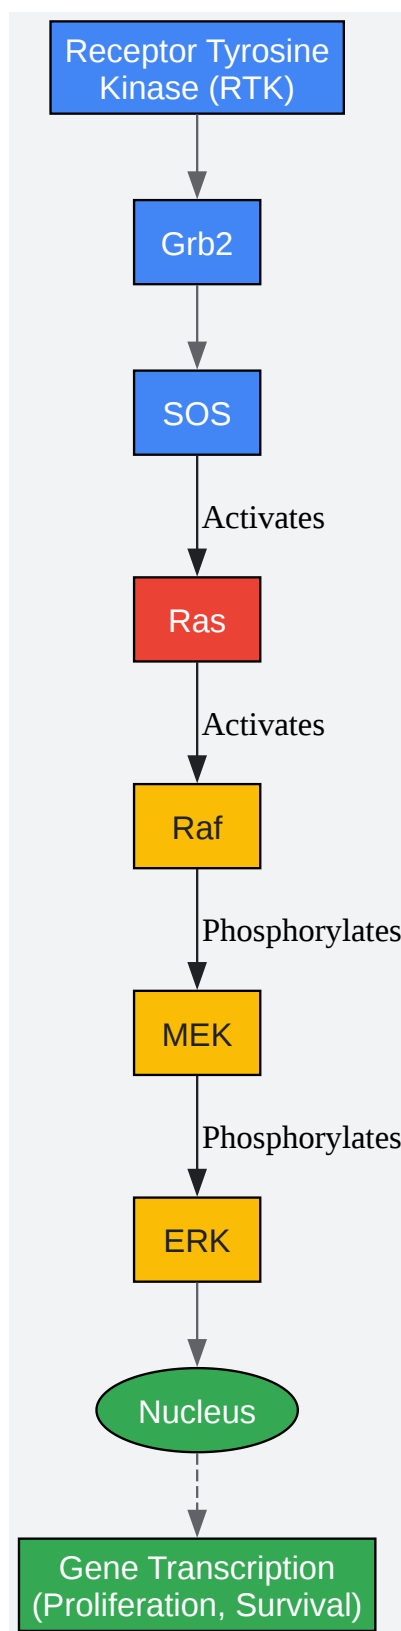 Receptor Tyrosine
Kinase (RTK)
Grb2
SOS
Activates
Ras
Activates
Raf
Phosphorylates
MEK
Phosphorylates
ERK
Nucleus
Gene Transcription
(Proliferation, Survival)